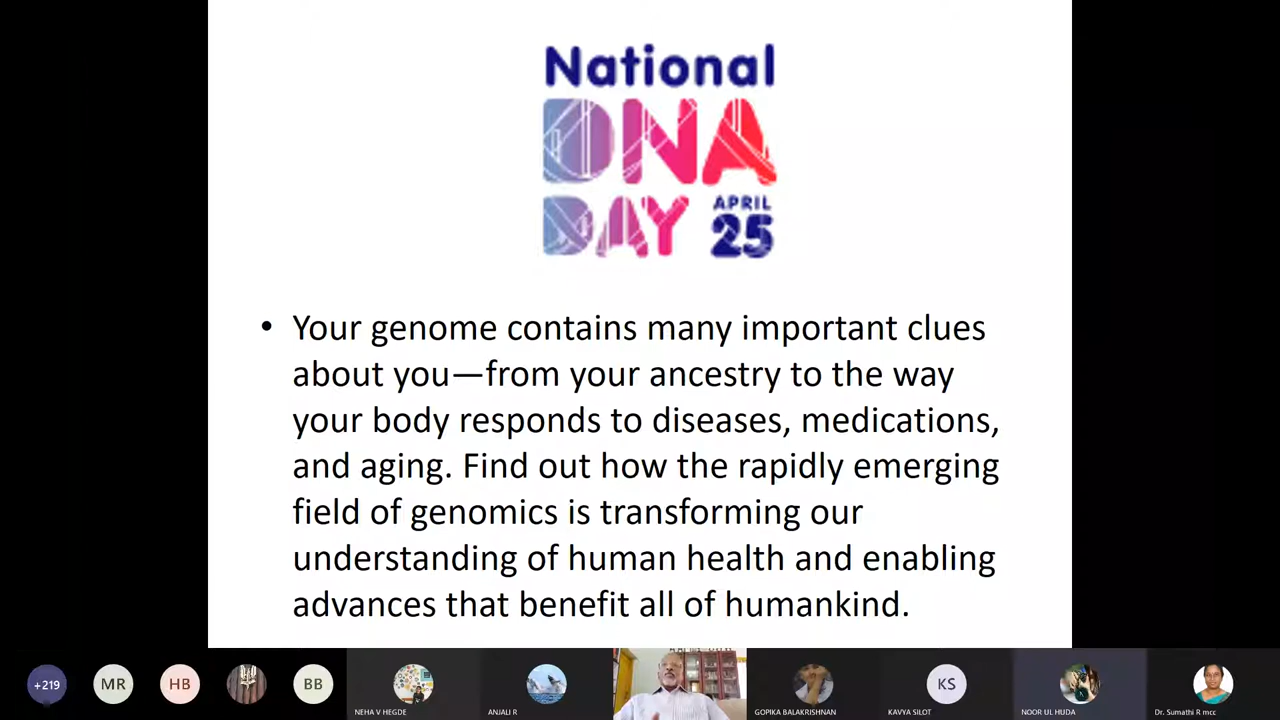 National
DNA
DAY APRIL
25
• Your genome contains many important clues
about you—from your ancestry to the way
your body responds to diseases, medications,
and aging. Find out how the rapidly emerging
field of genomics is transforming our
understanding of human health and enabling
advances that benefit all of humankind.
+219 MR HB BB KS
NEHA V HEGDE ANJALI R GOPIKA BALAKRISHNAN KAVYA SILOT NOOR UL HUDA Dr. Sumathi R mcc